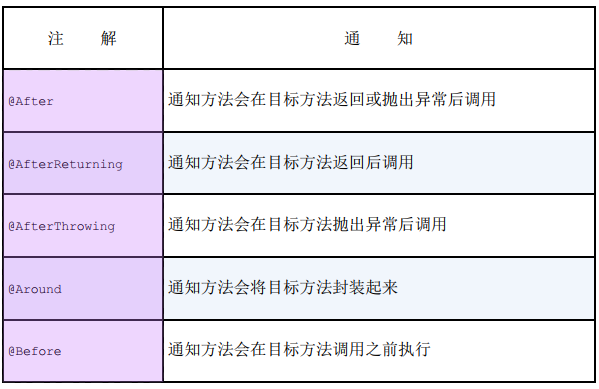 注 解 通 知
@After 通知方法会在目标方法返回或抛出异常后调用
@AfterReturning 通知方法会在目标方法返回后调用
@AfterThrowing 通知方法会在目标方法抛出异常后调用
@Around 通知方法会将目标方法封装起来
@Before 通知方法会在目标方法调用之前执行